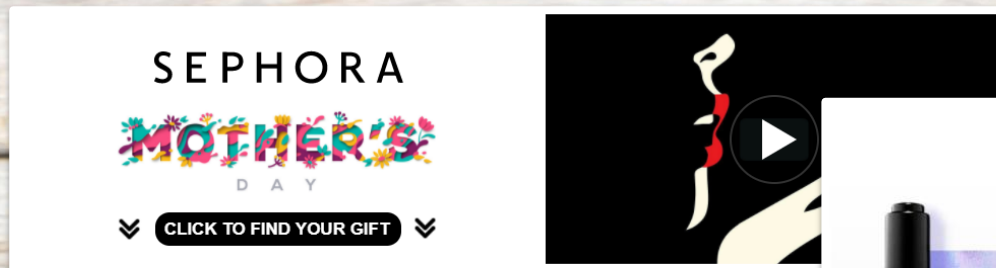 SEPHORA
MOTHER'S
DAY
CLICK TO FIND YOUR GIFT